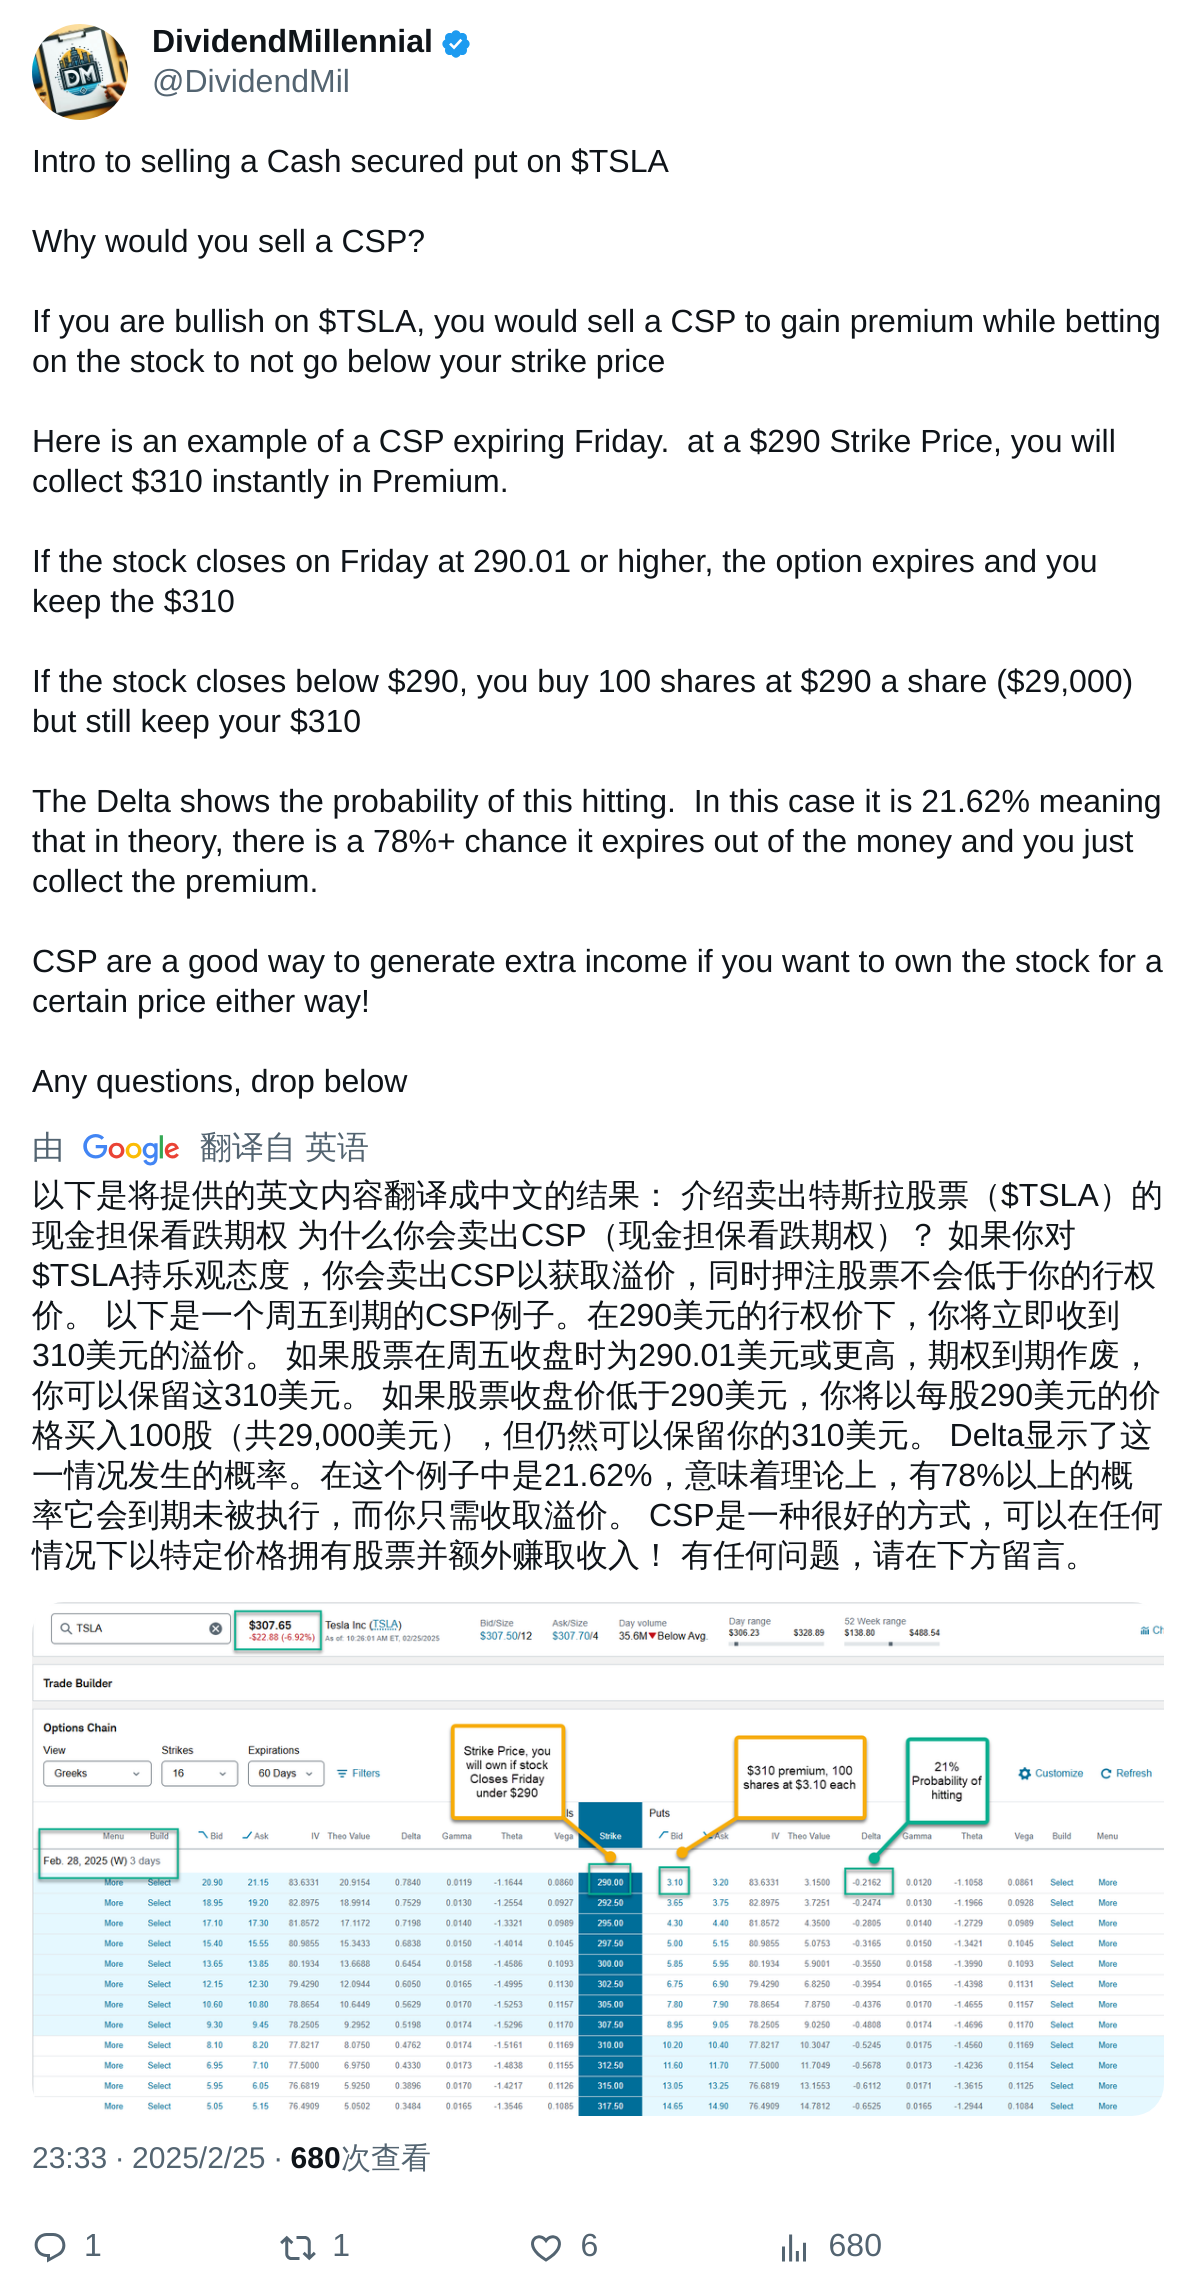 DividendMillennial
@DividendMil
Intro to selling a Cash secured put on $TSLA
Why would you sell a CSP?
If you are bullish on $TSLA, you would sell a CSP to gain premium while betting
on the stock to not go below your strike price
Here is an example of a CSP expiring Friday.  at a $290 Strike Price, you will
collect $310 instantly in Premium.
If the stock closes on Friday at 290.01 or higher, the option expires and you
keep the $310
If the stock closes below $290, you buy 100 shares at $290 a share ($29,000)
but still keep your $310
The Delta shows the probability of this hitting.  In this case it is 21.62% meaning
that in theory, there is a 78%+ chance it expires out of the money and you just
collect the premium.
CSP are a good way to generate extra income if you want to own the stock for a
certain price either way!
Any questions, drop below
由 Google 翻译自 英语
以下是将提供的英文内容翻译成中文的结果： 介绍卖出特斯拉股票（$TSLA）的
现金担保看跌期权 为什么你会卖出CSP（现金担保看跌期权）？ 如果你对
$TSLA持乐观态度，你会卖出CSP以获取溢价，同时押注股票不会低于你的行权
价。 以下是一个周五到期的CSP例子。在290美元的行权价下，你将立即收到
310美元的溢价。 如果股票在周五收盘时为290.01美元或更高，期权到期作废，
你可以保留这310美元。 如果股票收盘价低于290美元，你将以每股290美元的价
格买入100股（共29,000美元），但仍然可以保留你的310美元。 Delta显示了这
一情况发生的概率。在这个例子中是21.62%，意味着理论上，有78%以上的概
率它会到期未被执行，而你只需收取溢价。 CSP是一种很好的方式，可以在任何
情况下以特定价格拥有股票并额外赚取收入！ 有任何问题，请在下方留言。
TSLA $307.65 Tesla Inc (TSLA) Bid/Size Ask/Size Day volume Day range 52 Week range
-$22.88 (-6.92%) As of: 10:26:01 AM ET, 02/25/2025 $307.50/12 $307.70/4 35.6M▼Below Avg. $306.23 $328.89 $138.80 $488.54
Trade Builder
Options Chain
View Strikes Expirations
Greeks 16 60 Days Filters Customize Refresh
Strike Price, you
will own if stock
Closes Friday
under $290
$310 premium, 100
shares at $3.10 each
21%
Probability of
hitting
Puts
Menu Build Bid Ask IV Theo Value Delta Gamma Theta Vega Strike Bid Ask IV Theo Value Delta Gamma Theta Vega Build Menu
Feb. 28, 2025 (W) 3 days
More Select 20.90 21.15 83.6331 20.9154 0.7840 0.0119 -1.1644 0.0860 290.00 3.10 3.20 83.6331 3.1500 -0.2162 0.0120 -1.1058 0.0861 Select More
More Select 18.95 19.20 82.8975 18.9914 0.7529 0.0130 -1.2554 0.0927 292.50 3.65 3.75 82.8975 3.7251 -0.2474 0.0130 -1.1966 0.0928 Select More
More Select 17.10 17.30 81.8572 17.1172 0.7198 0.0140 -1.3321 0.0989 295.00 4.30 4.40 81.8572 4.3500 -0.2805 0.0140 -1.2729 0.0989 Select More
More Select 15.40 15.55 80.9855 15.3433 0.6838 0.0150 -1.4014 0.1045 297.50 5.00 5.15 80.9855 5.0753 -0.3165 0.0150 -1.3421 0.1045 Select More
More Select 13.65 13.85 80.1934 13.6688 0.6454 0.0158 -1.4586 0.1093 300.00 5.85 5.95 80.1934 5.9001 -0.3550 0.0158 -1.3990 0.1093 Select More
More Select 12.15 12.30 79.4290 12.0944 0.6050 0.0165 -1.4995 0.1130 302.50 6.75 6.90 79.4290 6.8250 -0.3954 0.0165 -1.4398 0.1131 Select More
More Select 10.60 10.80 78.8654 10.6449 0.5629 0.0170 -1.5253 0.1157 305.00 7.80 7.90 78.8654 7.8750 -0.4376 0.0170 -1.4655 0.1157 Select More
More Select 9.30 9.45 78.2505 9.2952 0.5198 0.0174 -1.5296 0.1170 307.50 8.95 9.05 78.2505 9.0250 -0.4808 0.0174 -1.4696 0.1170 Select More
More Select 8.10 8.20 77.8217 8.0750 0.4762 0.0174 -1.5161 0.1169 310.00 10.20 10.40 77.8217 10.3047 -0.5245 0.0175 -1.4560 0.1169 Select More
More Select 6.95 7.10 77.5000 6.9750 0.4330 0.0173 -1.4838 0.1155 312.50 11.60 11.70 77.5000 11.7049 -0.5678 0.0173 -1.4236 0.1154 Select More
More Select 5.95 6.05 76.6819 5.9250 0.3896 0.0170 -1.4217 0.1126 315.00 13.05 13.25 76.6819 13.1553 -0.6112 0.0171 -1.3615 0.1125 Select More
More Select 5.05 5.15 76.4909 5.0502 0.3484 0.0165 -1.3546 0.1085 317.50 14.65 14.90 76.4909 14.7812 -0.6525 0.0165 -1.2944 0.1084 Select More
23:33 · 2025/2/25 · 680次查看
1 1 6 680